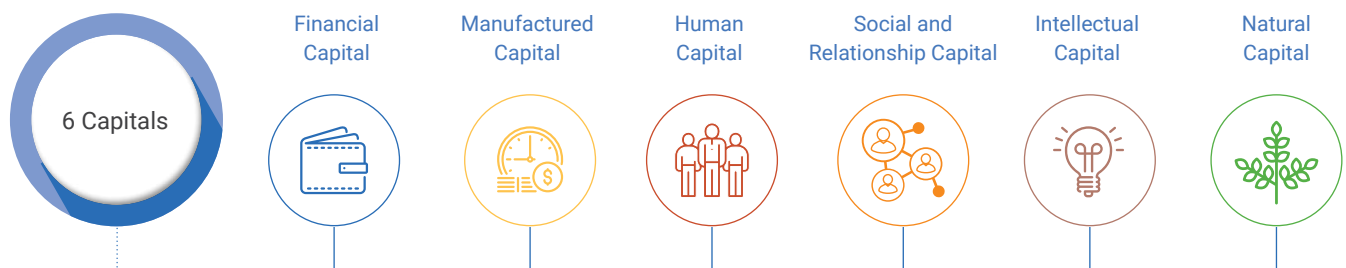 6 Capitals
Financial
Capital
Manufactured
Capital
Human
Capital
Social and
Relationship Capital
Intellectual
Capital
Natural
Capital
$